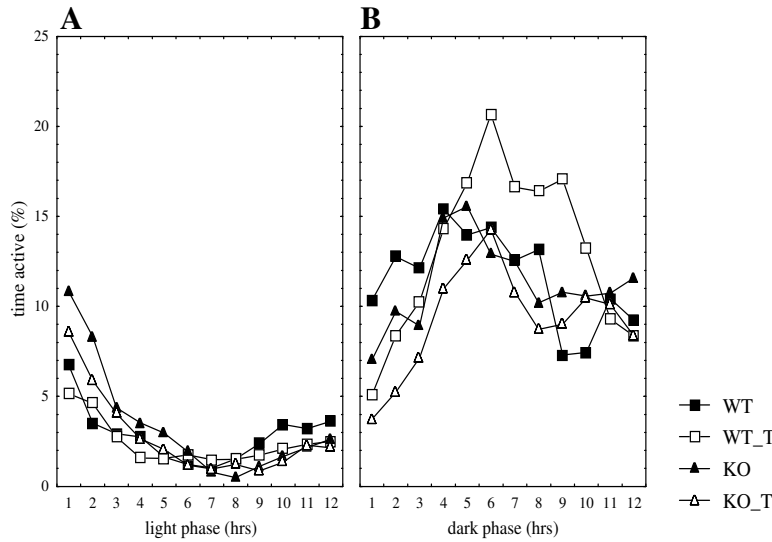 A B
25
20
15
10
5
0
time active (%)
1 2 3 4 5 6 7 8 9 10 11 12 1 2 3 4 5 6 7 8 9 10 11 12
light phase (hrs) dark phase (hrs)
WT
WT_T
KO
KO_T